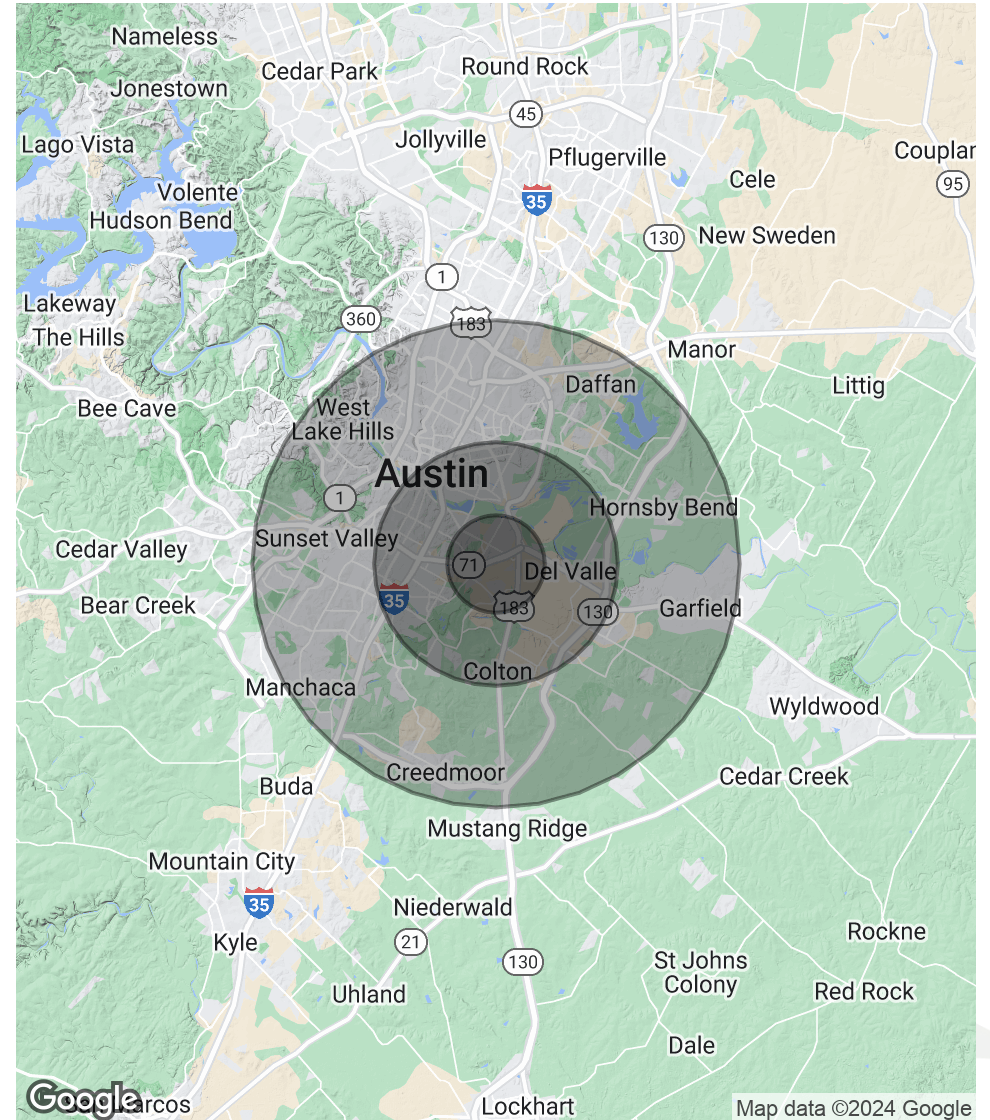 Nameless
Cedar Park
Round Rock
Jonestown
45
Jollyville
Lago Vista
Pflugerville
Couplan
Cele
95
Volente
35
Hudson Bend
130
New Sweden
1
Lakeway
360
183
The Hills
Manor
Daffan
Littig
Bee Cave
West
Lake Hills
Austin
1
Hornsby Bend
Sunset Valley
Cedar Valley
71
Del Valle
35
183
130
Garfield
Bear Creek
Colton
Manchaca
Wyldwood
Creedmoor
Cedar Creek
Buda
Mustang Ridge
Mountain City
35
Niederwald
Kyle
21
Rockne
130
St Johns
Colony
Uhland
Red Rock
Dale
Google
arcos
Lockhart
Map data ©2024 Google